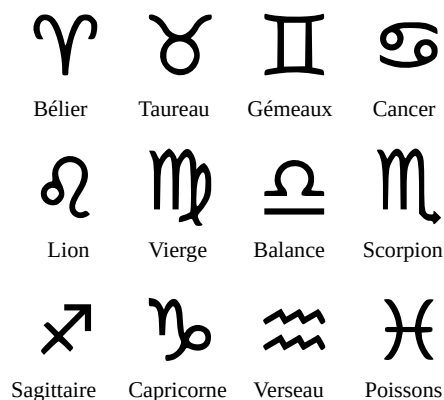 Bélier Taureau Gémeaux Cancer
Lion Vierge Balance Scorpion
Sagittaire Capricorne Verseau Poissons